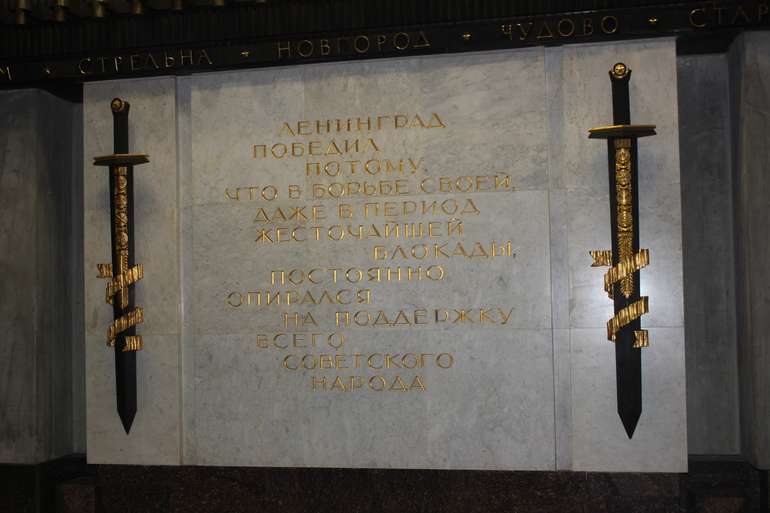 СТРЕЛЬНА * НОВГОРОД * ЧУДОВО *
ЛЕНИНГРАД
ПОБЕДИЛ
ПОТОМУ,
ЧТО В БОРЬБЕ СВОЕЙ,
ДАЖЕ В ПЕРИОД
ЖЕСТОЧАЙШЕЙ
БЛОКАДЫ,
ПОСТОЯННО
ОПИРАЛСЯ
НА ПОДДЕРЖКУ
ВСЕГО
СОВЕТСКОГО
НАРОДА